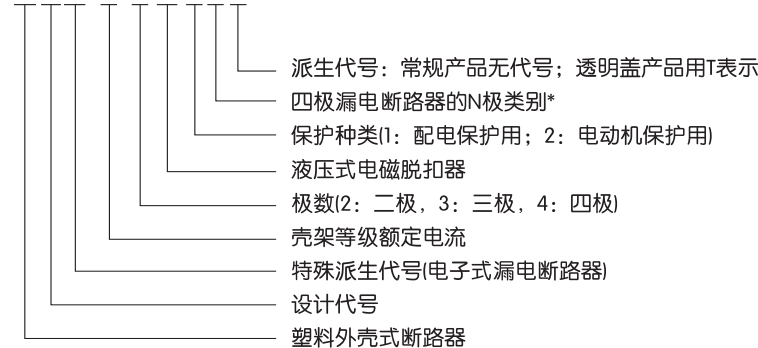 派生代号：常规产品无代号；透明盖产品用T表示
四极漏电断路器的N极类别*
保护种类(1：配电保护用；2：电动机保护用)
液压式电磁脱扣器
极数(2：二极，3：三极，4：四极)
壳架等级额定电流
特殊派生代号(电子式漏电断路器)
设计代号
塑料外壳式断路器